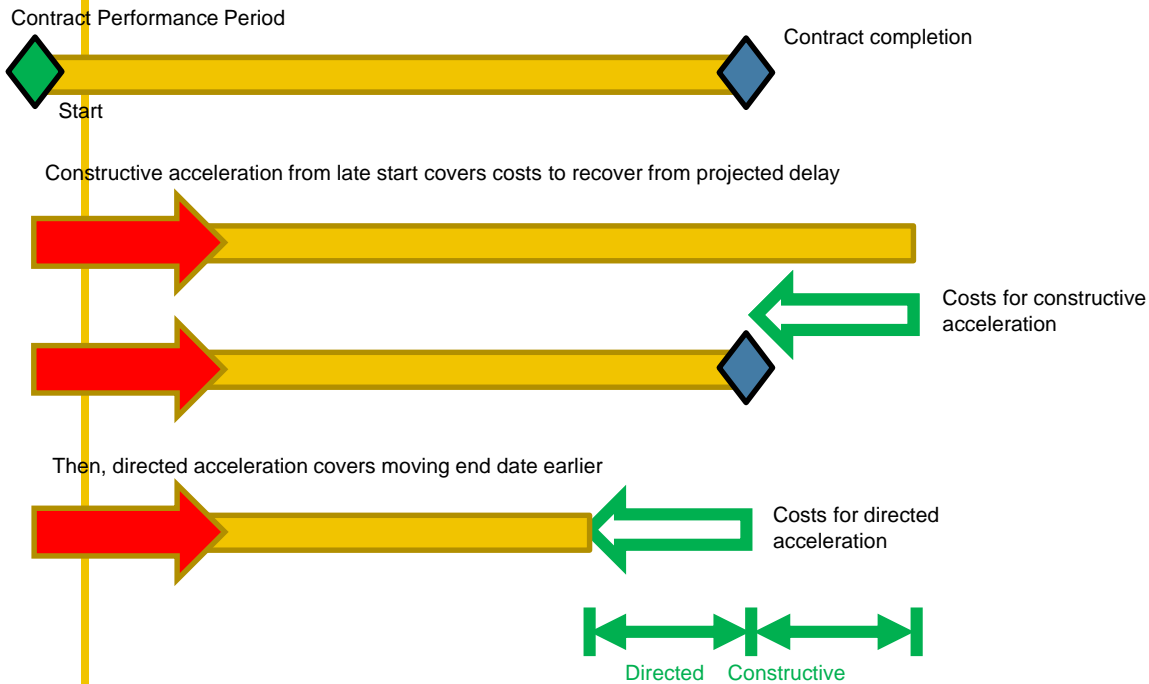 Contract Performance Period
Contract completion
Start
Constructive acceleration from late start covers costs to recover from projected delay
Costs for constructive
acceleration
Then, directed acceleration covers moving end date earlier
Costs for directed
acceleration
Directed Constructive